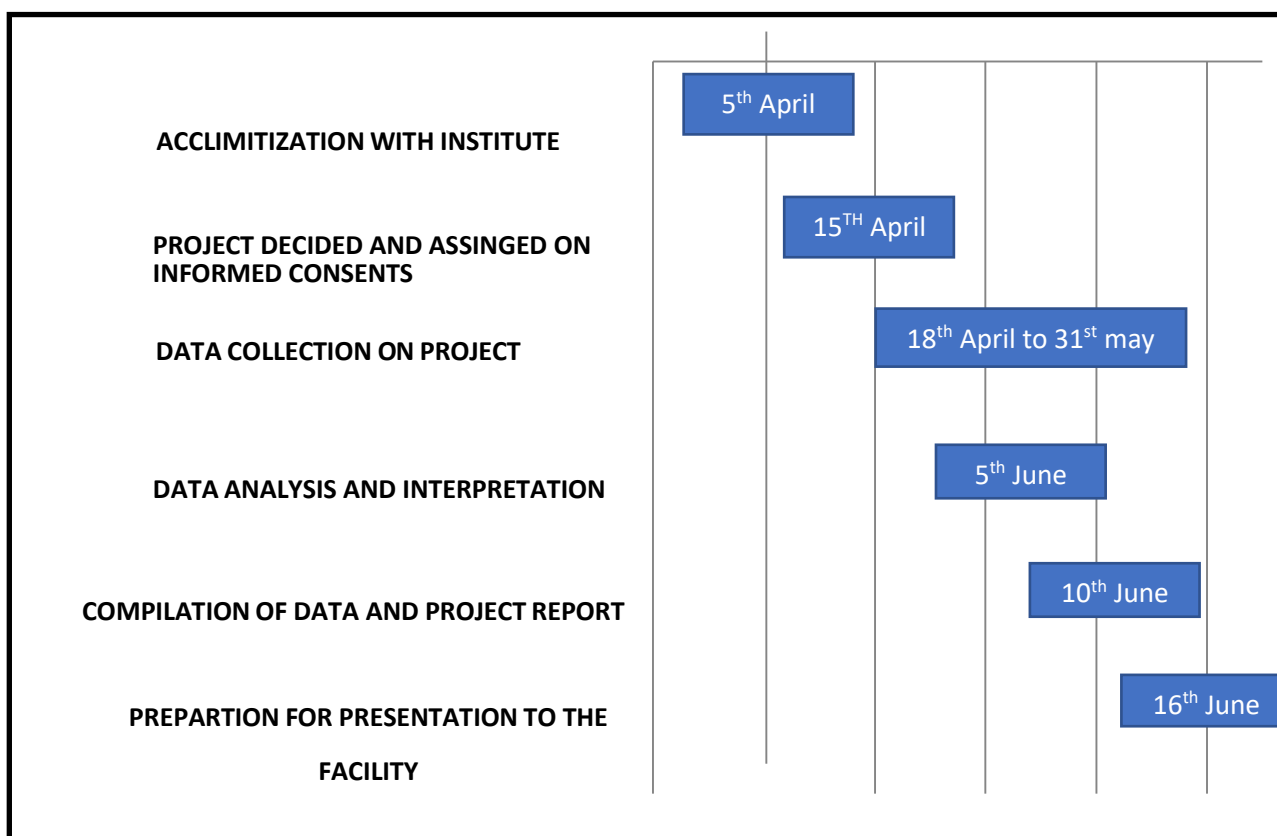 5th April
ACCLIMITIZATION WITH INSTITUTE
15TH April
PROJECT DECIDED AND ASSINGED ON
INFORMED CONSENTS
18th April to 31st may
DATA COLLECTION ON PROJECT
5th June
DATA ANALYSIS AND INTERPRETATION
10th June
COMPILATION OF DATA AND PROJECT REPORT
16th June
PREPARTION FOR PRESENTATION TO THE
FACILITY